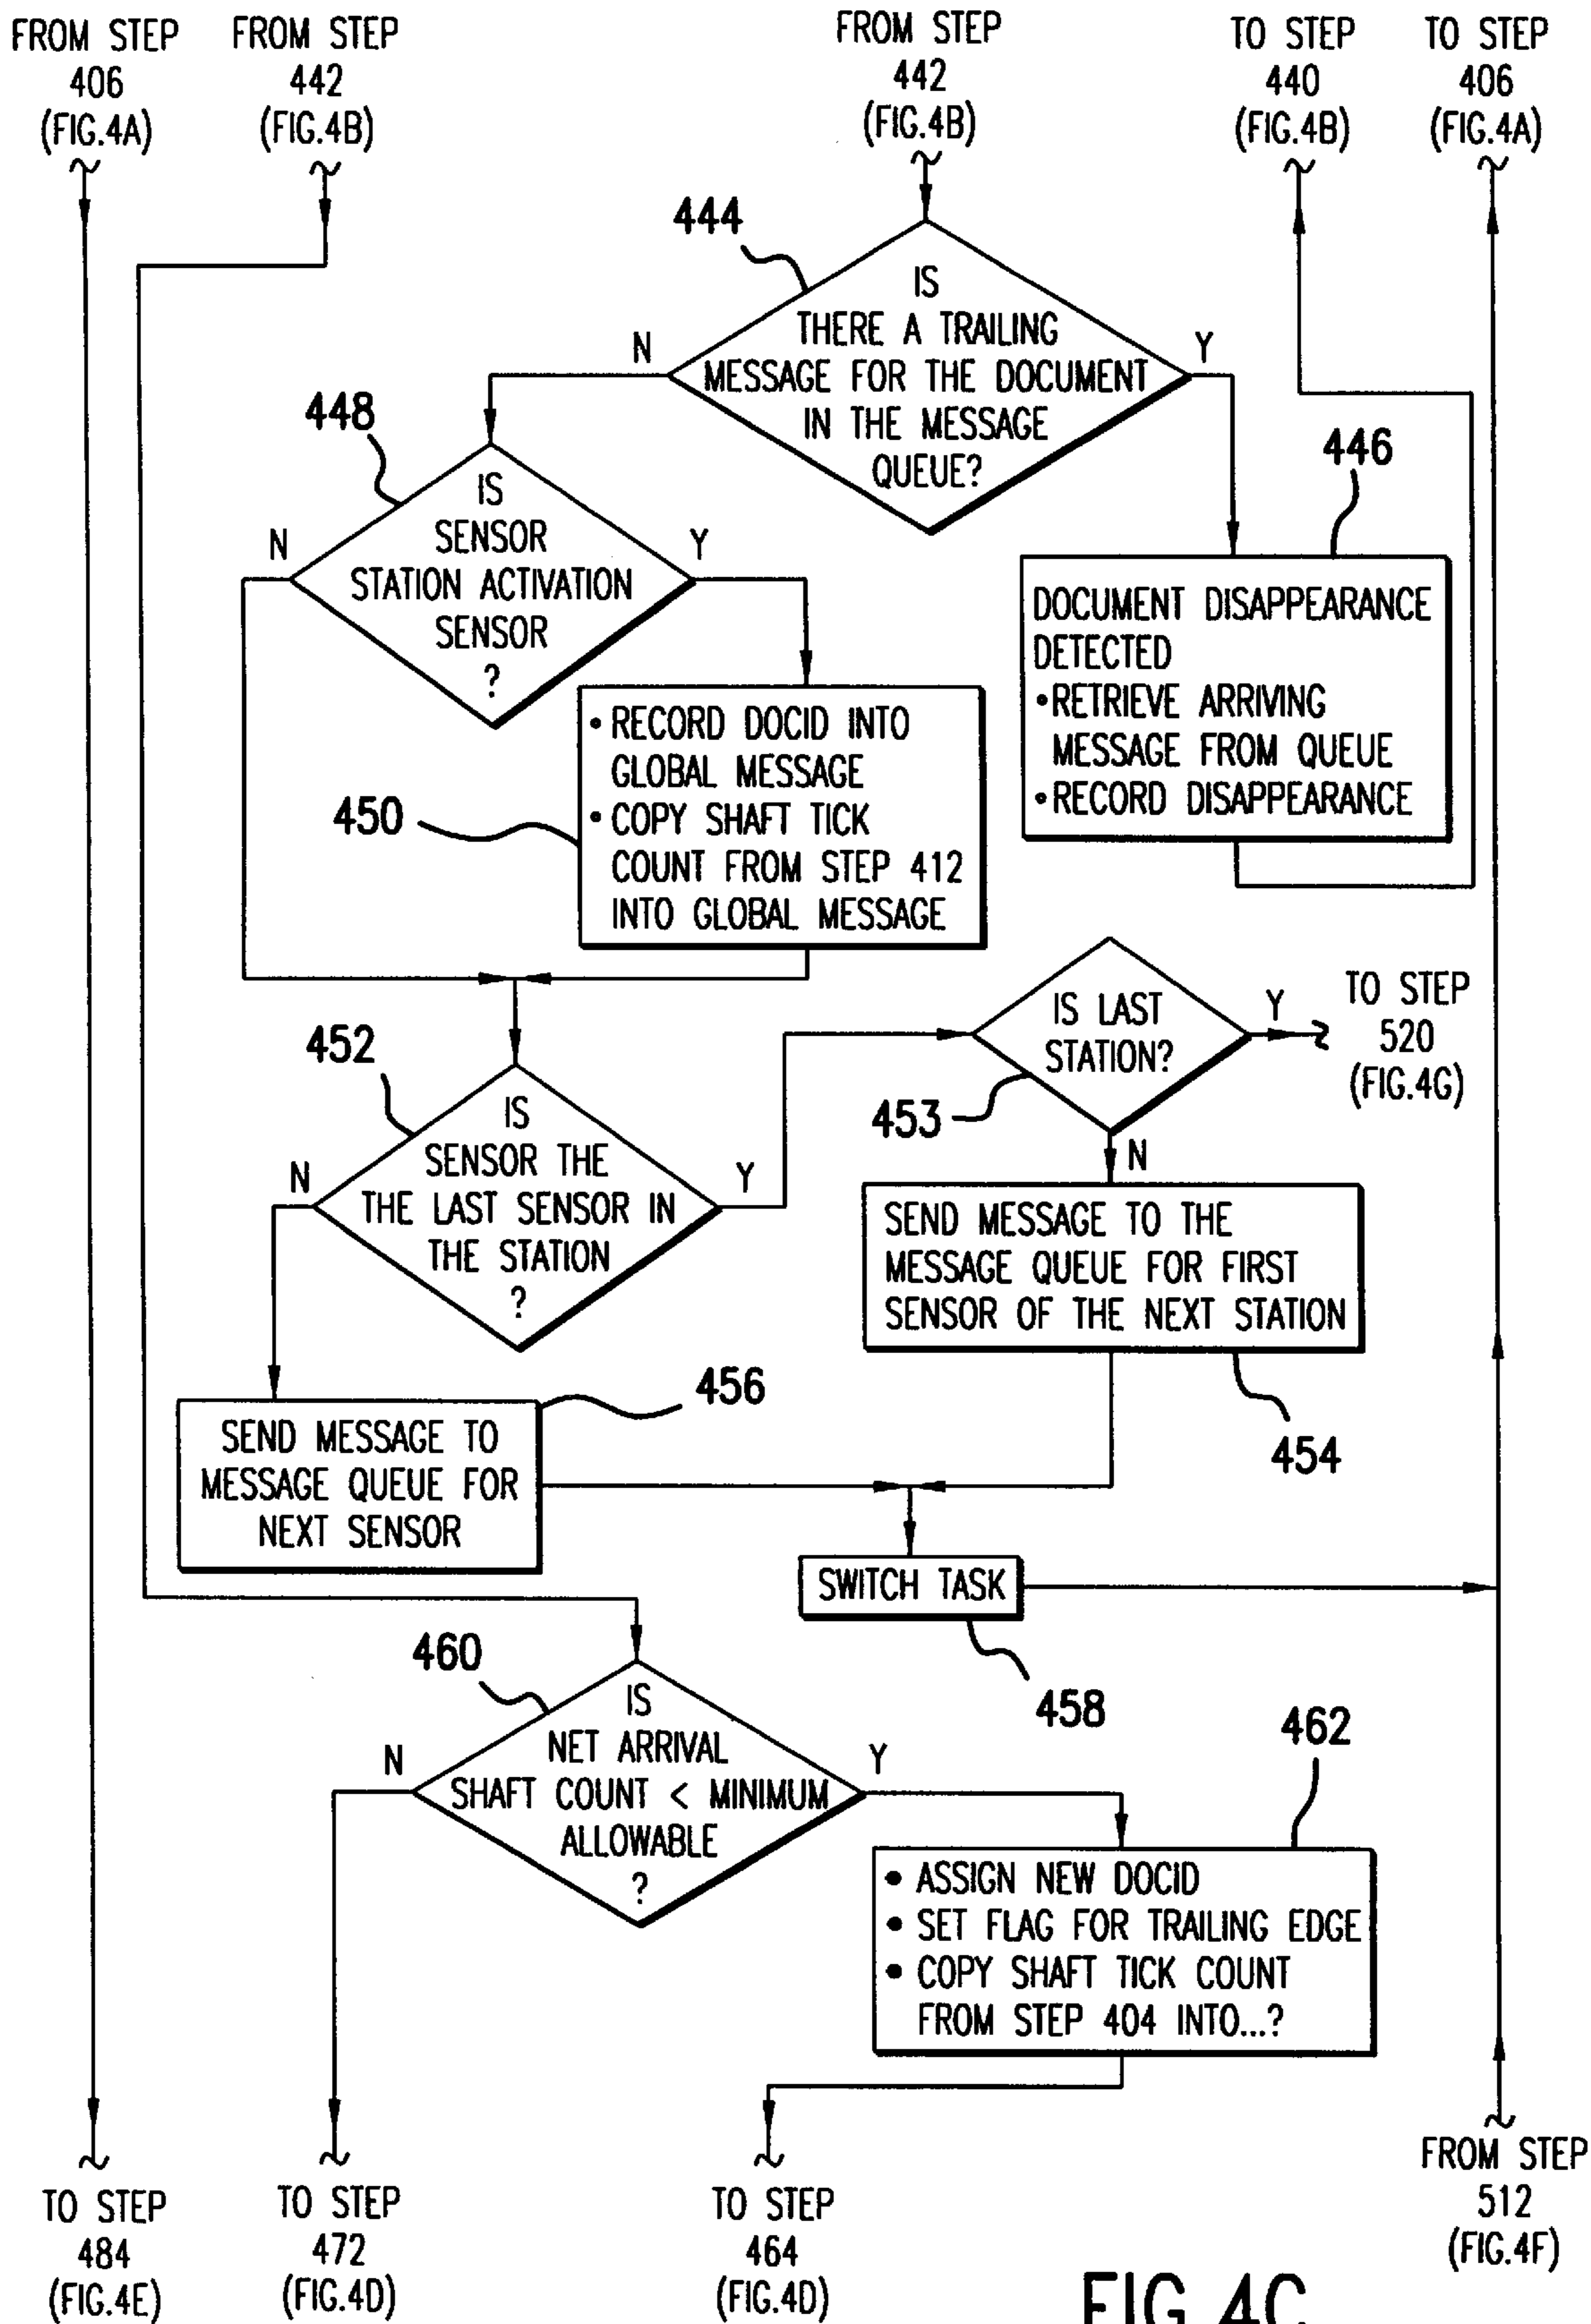 FROM STEP
406
(FIG.4A)
FROM STEP
442
(FIG.4B)
FROM STEP
442
(FIG.4B)
TO STEP
440
(FIG.4B)
TO STEP
406
(FIG.4A)
444
IS
THERE A TRAILING
MESSAGE FOR THE DOCUMENT
IN THE MESSAGE
QUEUE?
N
Y
448
IS
SENSOR
STATION ACTIVATION
SENSOR
?
N
Y
446
DOCUMENT DISAPPEARANCE
DETECTED
•RETRIEVE ARRIVING
MESSAGE FROM QUEUE
•RECORD DISAPPEARANCE
450
• RECORD DOCID INTO
GLOBAL MESSAGE
• COPY SHAFT TICK
COUNT FROM STEP 412
INTO GLOBAL MESSAGE
452
IS
SENSOR THE
THE LAST SENSOR IN
THE STATION
?
N
Y
IS LAST
STATION?
453
Y
TO STEP
520
(FIG.4G)
N
SEND MESSAGE TO THE
MESSAGE QUEUE FOR FIRST
SENSOR OF THE NEXT STATION
454
456
SEND MESSAGE TO
MESSAGE QUEUE FOR
NEXT SENSOR
SWITCH TASK
458
460
IS
NET ARRIVAL
SHAFT COUNT < MINIMUM
ALLOWABLE
?
N
Y
462
• ASSIGN NEW DOCID
• SET FLAG FOR TRAILING EDGE
• COPY SHAFT TICK COUNT
FROM STEP 404 INTO...?
TO STEP
484
(FIG.4E)
TO STEP
472
(FIG.4D)
TO STEP
464
(FIG.4D)
FROM STEP
512
(FIG.4F)
FIG.4C